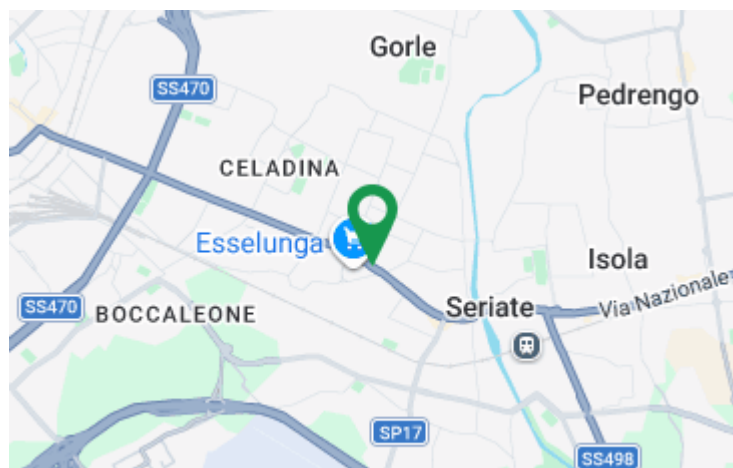 Gorle
SS470
Pedrengo
CELADINA
Esselunga
Isola
SS470
BOCCALEONE
Seriate
Via Nazionale
SP17
SS498